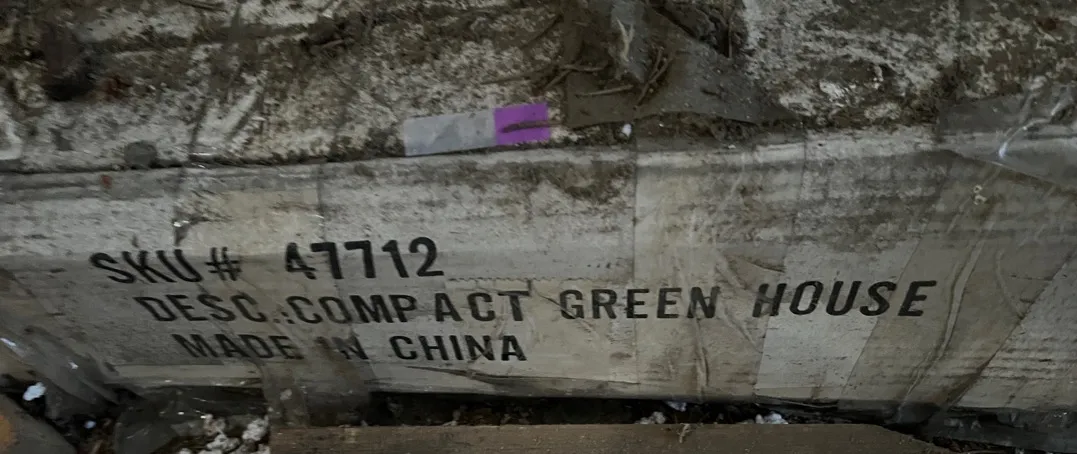 SKU# 47712
DESC.:COMPACT GREEN HOUSE
MADE IN CHINA